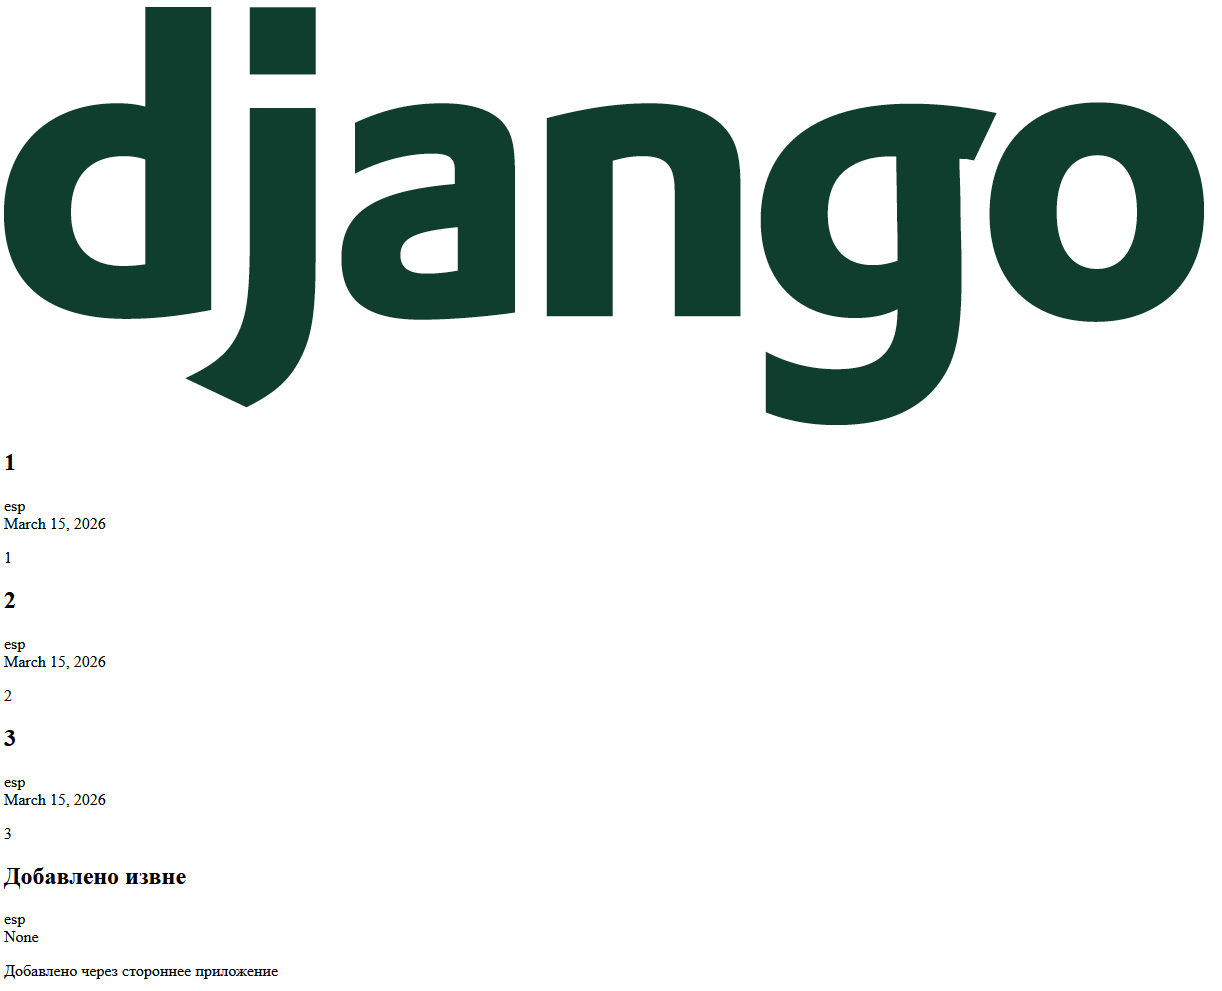 django
1
esp
March 15, 2026
1
2
esp
March 15, 2026
2
3
esp
March 15, 2026
3
Добавлено извне
esp
None
Добавлено через стороннее приложение